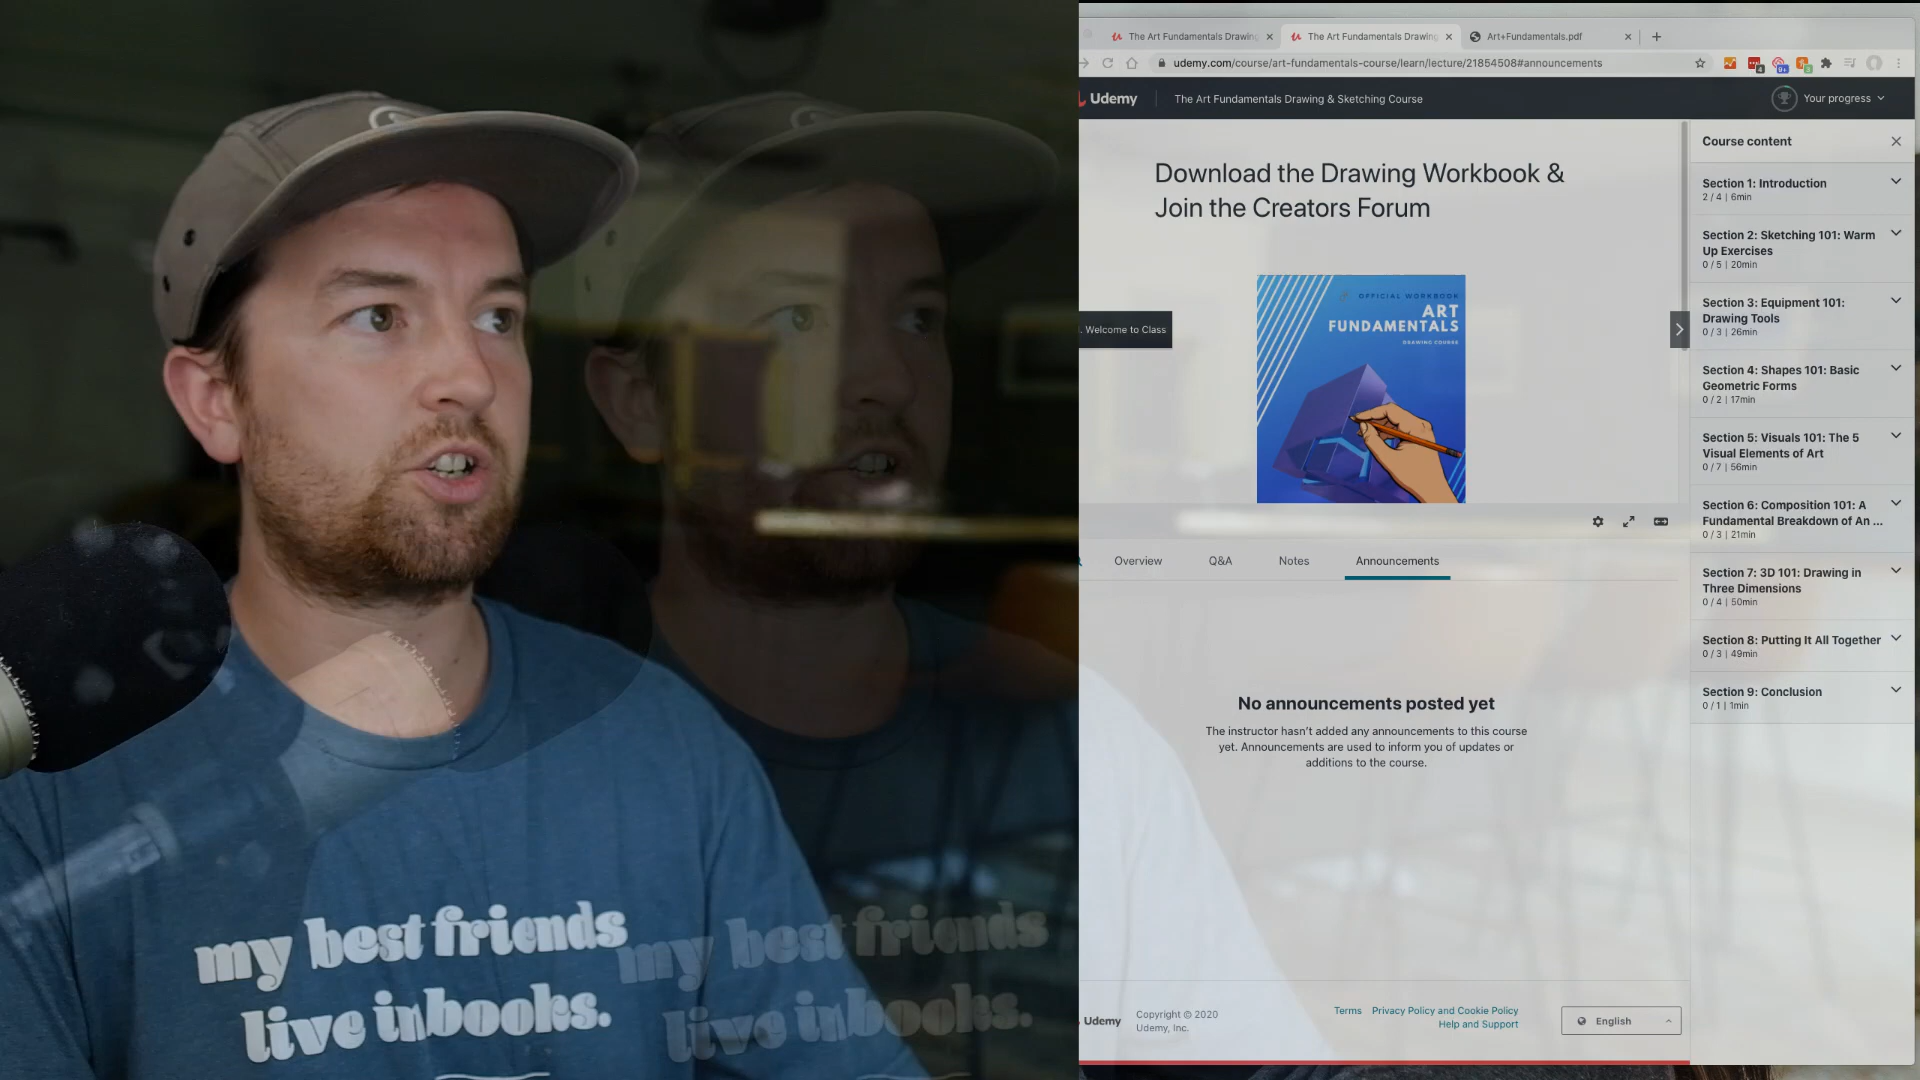 my best friends
live in books.
my best friends
live in books.
The Art Fundamentals Drawing
The Art Fundamentals Drawing
Art+Fundamentals.pdf
udemy.com/course/art-fundamentals-course/learn/lecture/21854508#announcements
Udemy
The Art Fundamentals Drawing & Sketching Course
Your progress
Download the Drawing Workbook &
Join the Creators Forum
OFFICIAL WORKBOOK
ART
FUNDAMENTALS
DRAWING COURSE
. Welcome to Class
Overview
Q&A
Notes
Announcements
No announcements posted yet
The instructor hasn't added any announcements to this course
yet. Announcements are used to inform you of updates or
additions to the course.
Udemy
Copyright © 2020
Udemy, Inc.
Terms
Privacy Policy and Cookie Policy
Help and Support
English
Course content
Section 1: Introduction
2 / 4 | 6min
Section 2: Sketching 101: Warm
Up Exercises
0 / 5 | 20min
Section 3: Equipment 101:
Drawing Tools
0 / 3 | 26min
Section 4: Shapes 101: Basic
Geometric Forms
0 / 2 | 17min
Section 5: Visuals 101: The 5
Visual Elements of Art
0 / 7 | 56min
Section 6: Composition 101: A
Fundamental Breakdown of An ...
0 / 3 | 21min
Section 7: 3D 101: Drawing in
Three Dimensions
0 / 4 | 50min
Section 8: Putting It All Together
0 / 3 | 49min
Section 9: Conclusion
0 / 1 | 1min